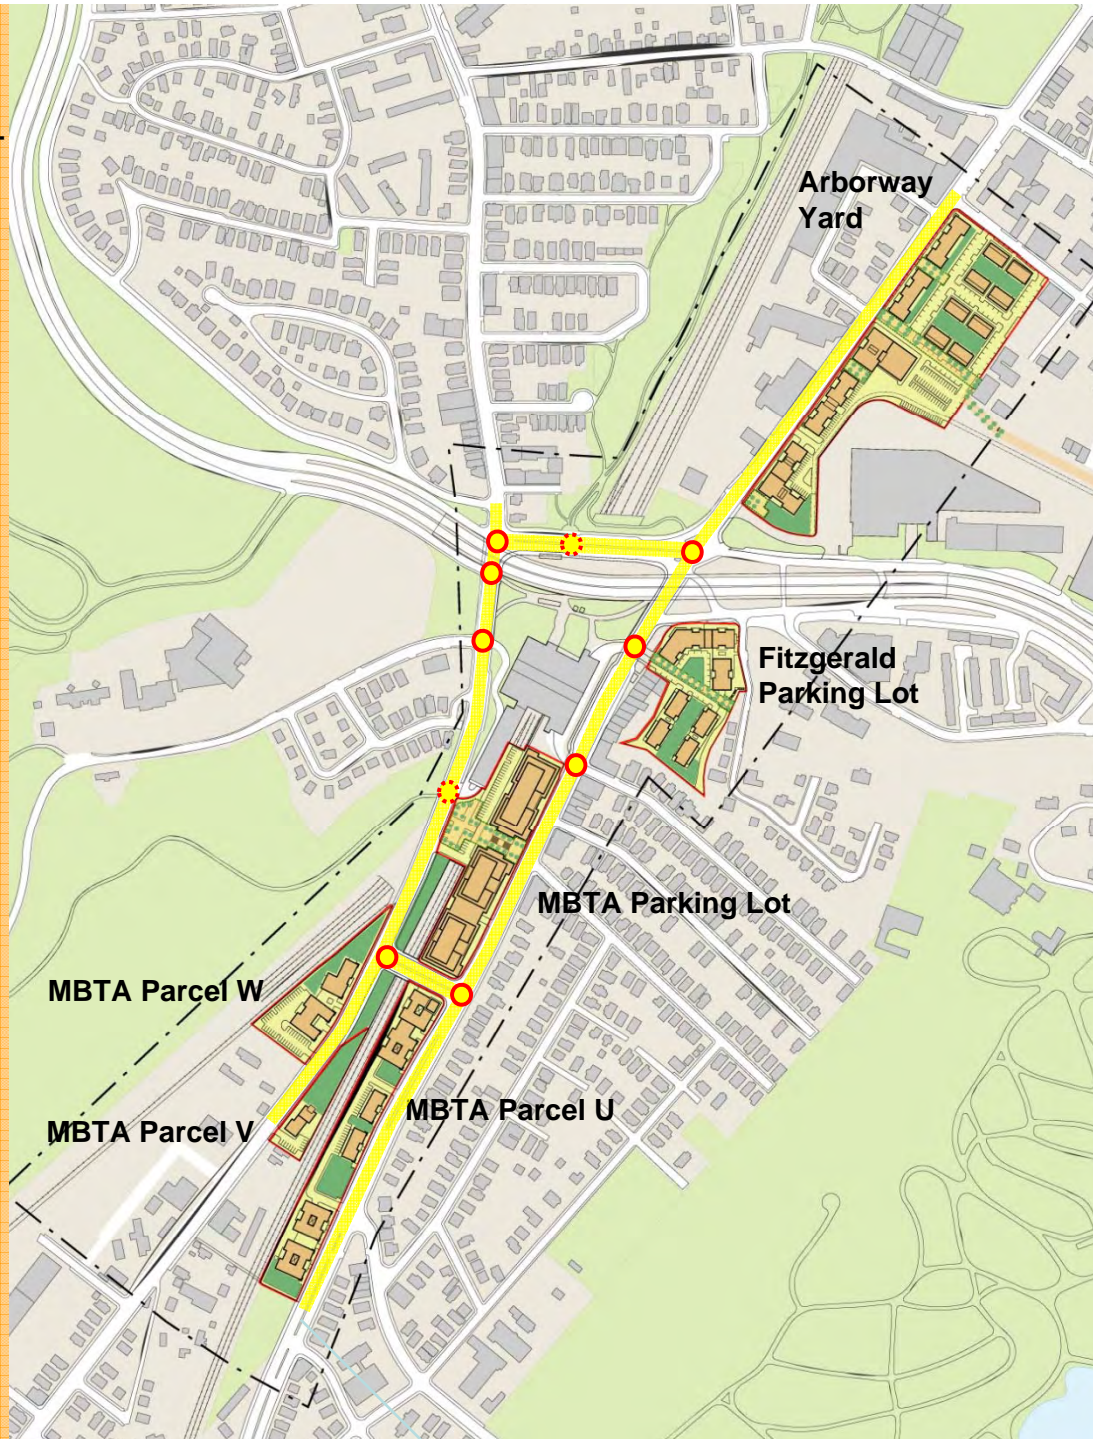 Arborway
Yard
Fitzgerald
Parking Lot
MBTA Parking Lot
MBTA Parcel W
MBTA Parcel U
MBTA Parcel V